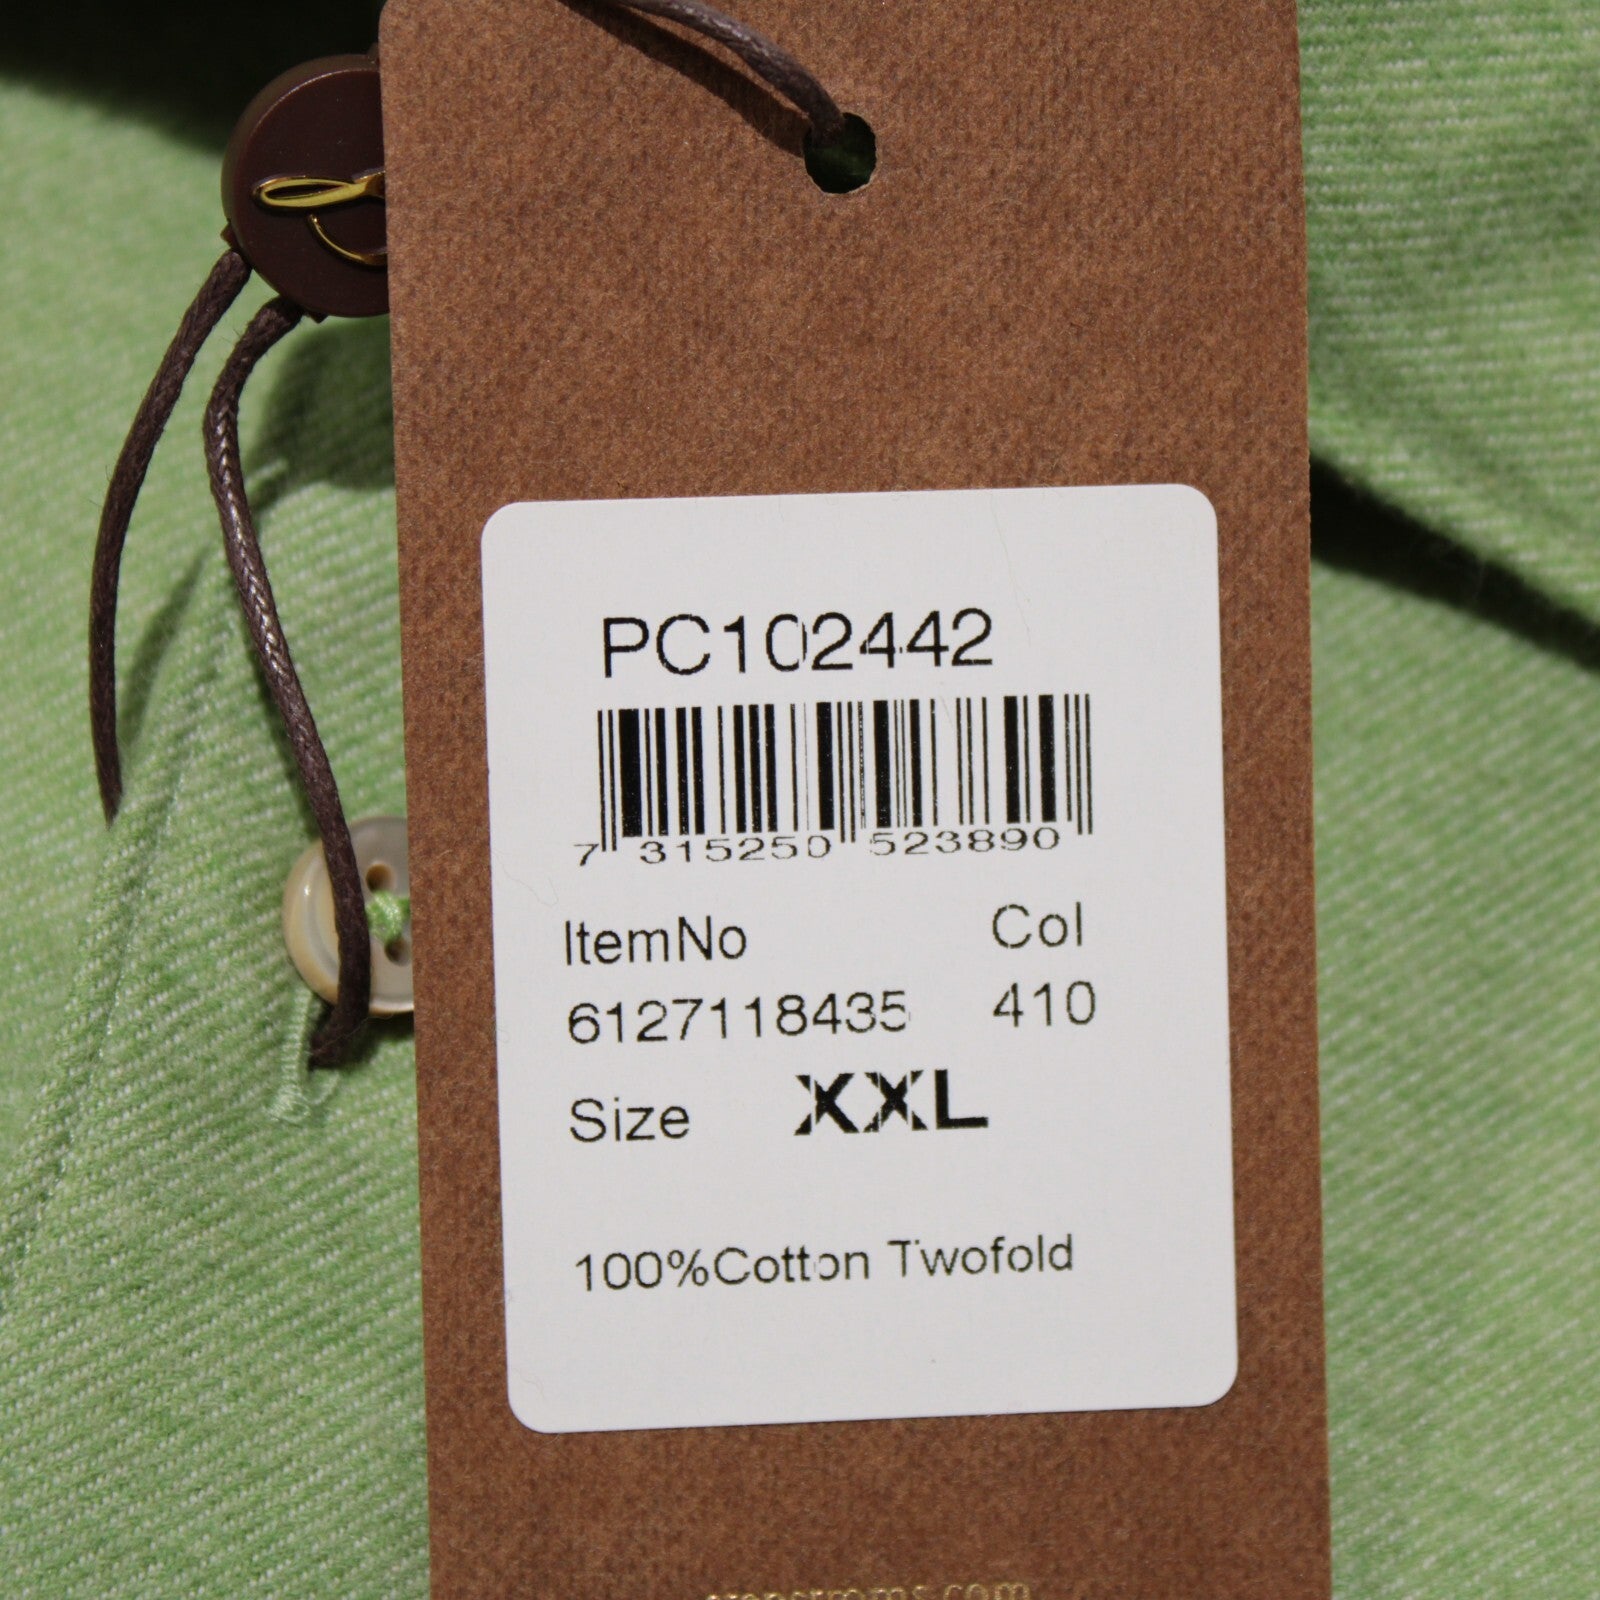 PC102442
7 315250 523890
ItemNo Col
6127118435 410
Size XXL
100%Cotton Twofold